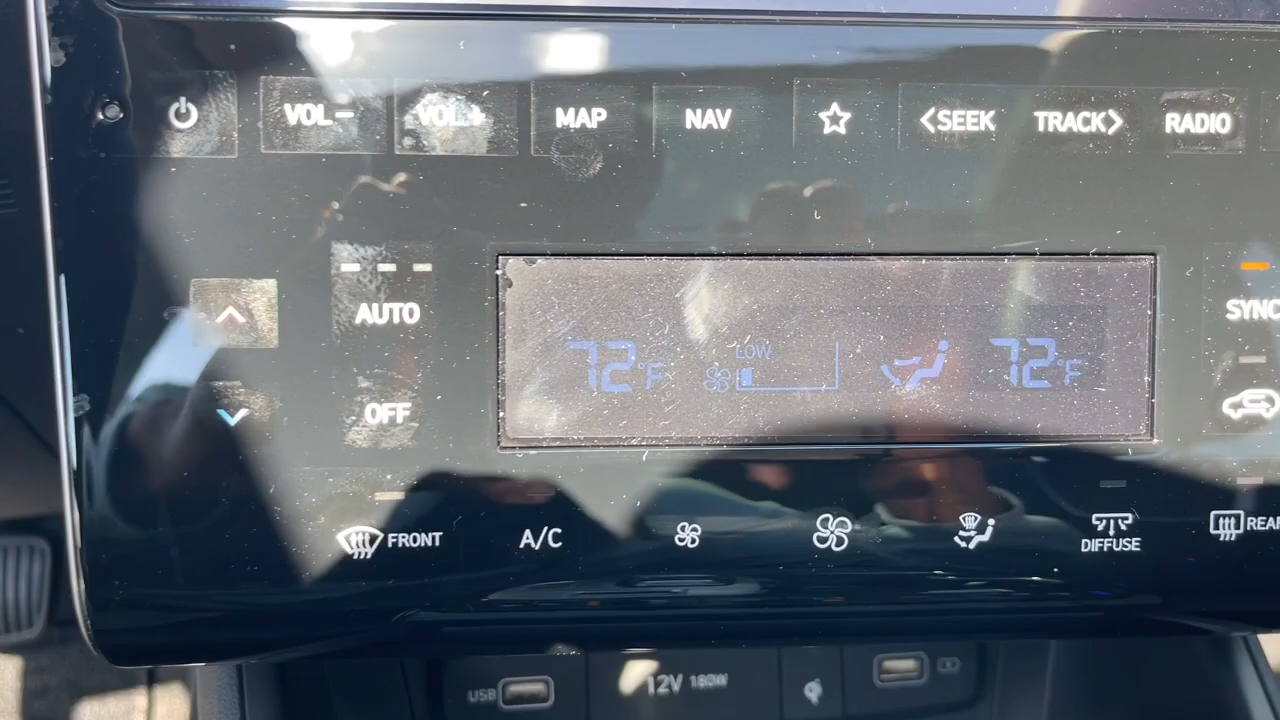 VOL- VOL+ MAP NAV <SEEK TRACK> RADIO
AUTO SYNC
LOW
72°F 72°F
OFF
FRONT A/C DIFFUSE REAR
USB 12V 180W